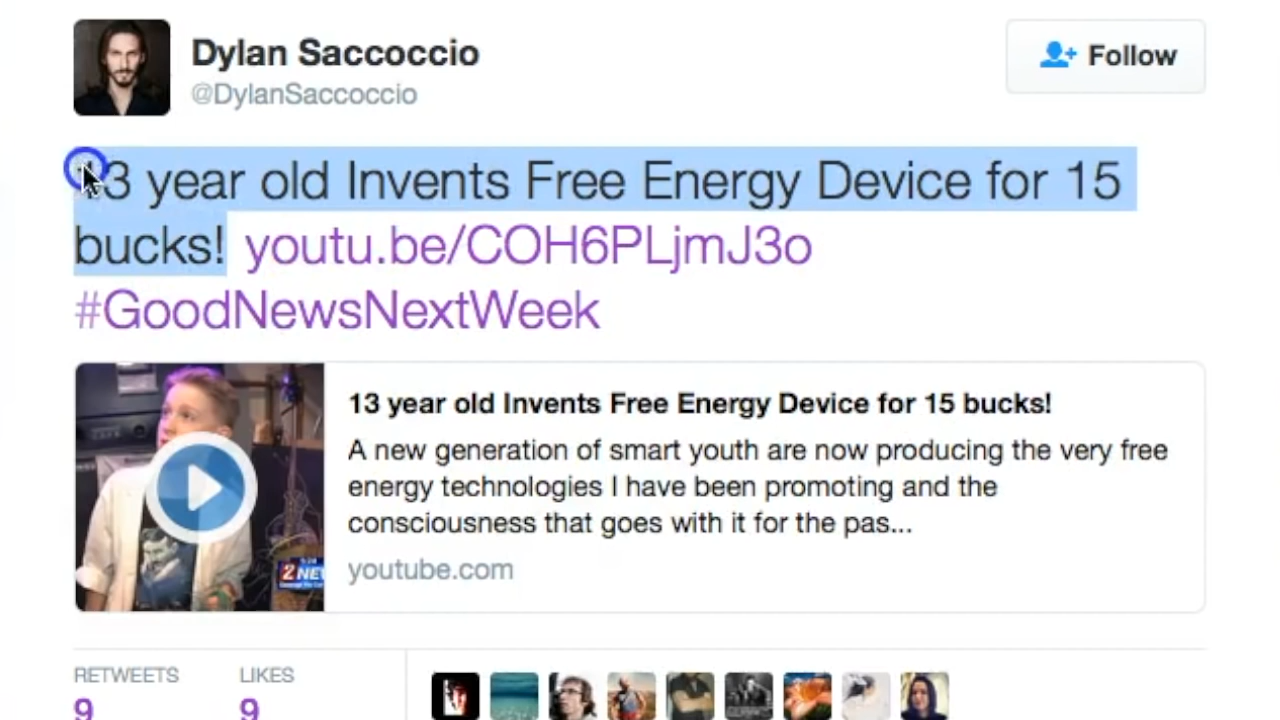 Dylan Saccoccio
@DylanSaccoccio
Follow
13 year old Invents Free Energy Device for 15
bucks! youtu.be/COH6PLjmJ3o
#GoodNewsNextWeek
13 year old Invents Free Energy Device for 15 bucks!
A new generation of smart youth are now producing the very free
energy technologies I have been promoting and the
consciousness that goes with it for the pas...
youtube.com
2 NE
RETWEETS LIKES
9 9